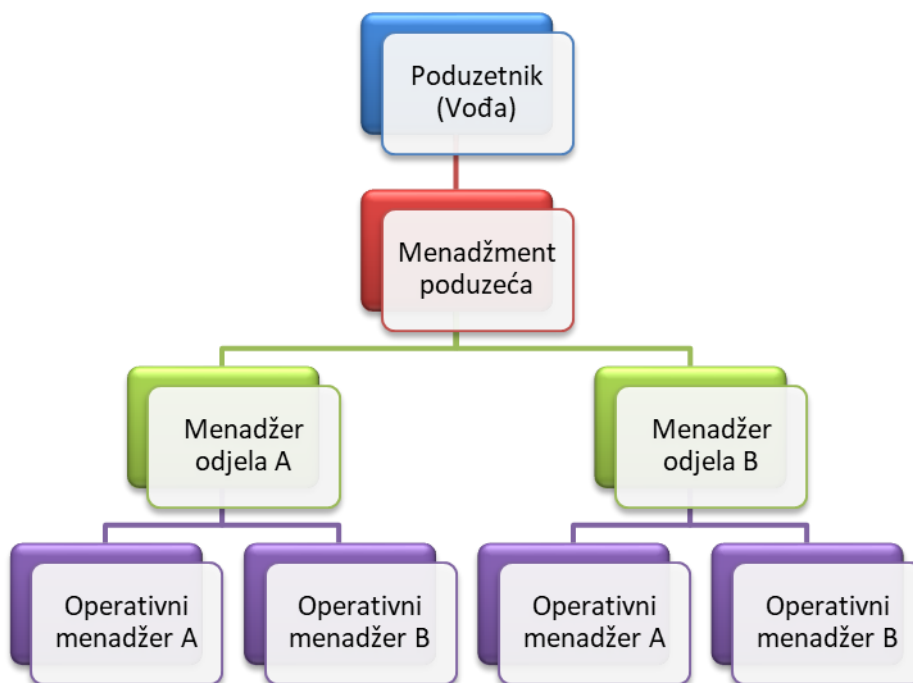 Poduzetnik
(Vođa)
Menadžment
poduzeća
Menadžer
odjela A
Menadžer
odjela B
Operativni
menadžer A
Operativni
menadžer B
Operativni
menadžer A
Operativni
menadžer B